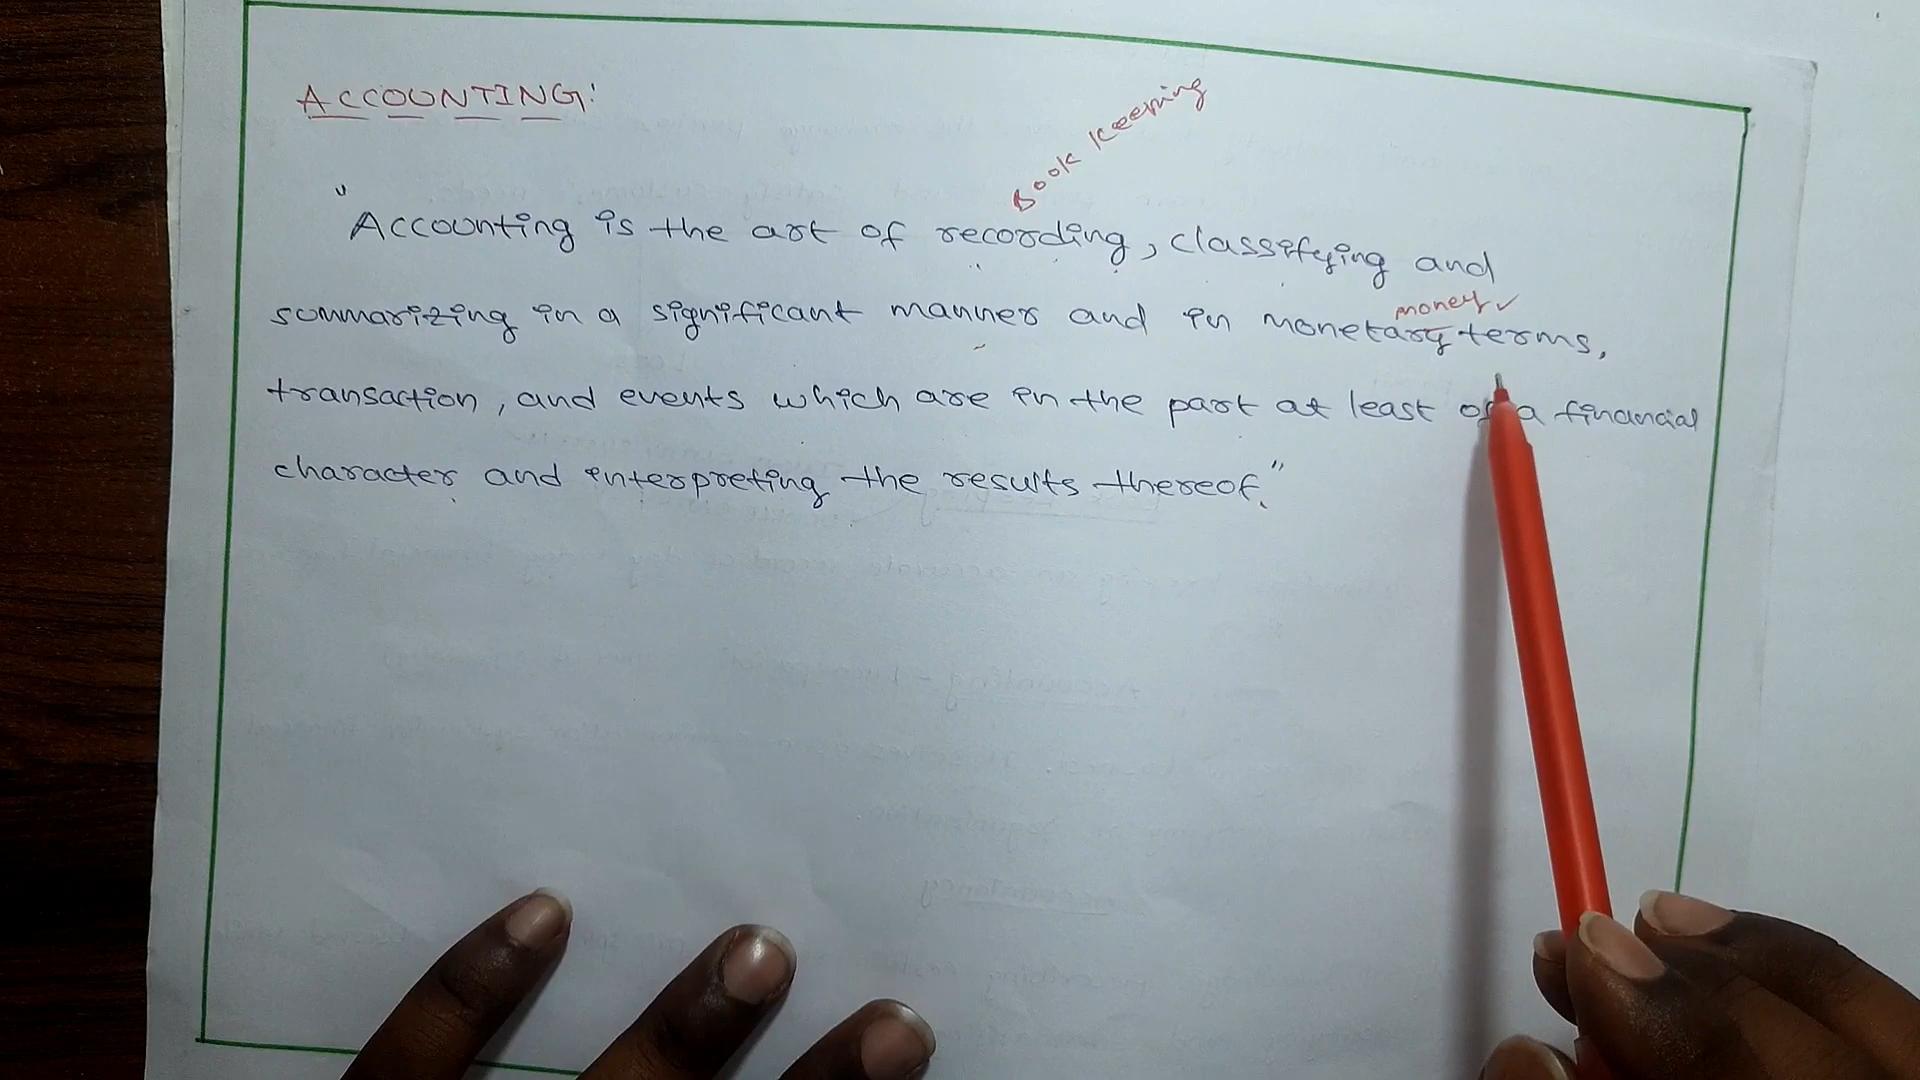 ACCOUNTING:
Book Keeping
"Accounting is the art of recording, classifying and
money ✓
summarizing in a significant manner and in monetary terms,
transaction, and events which are in the part at least of a financial
character and interpreting the results thereof."